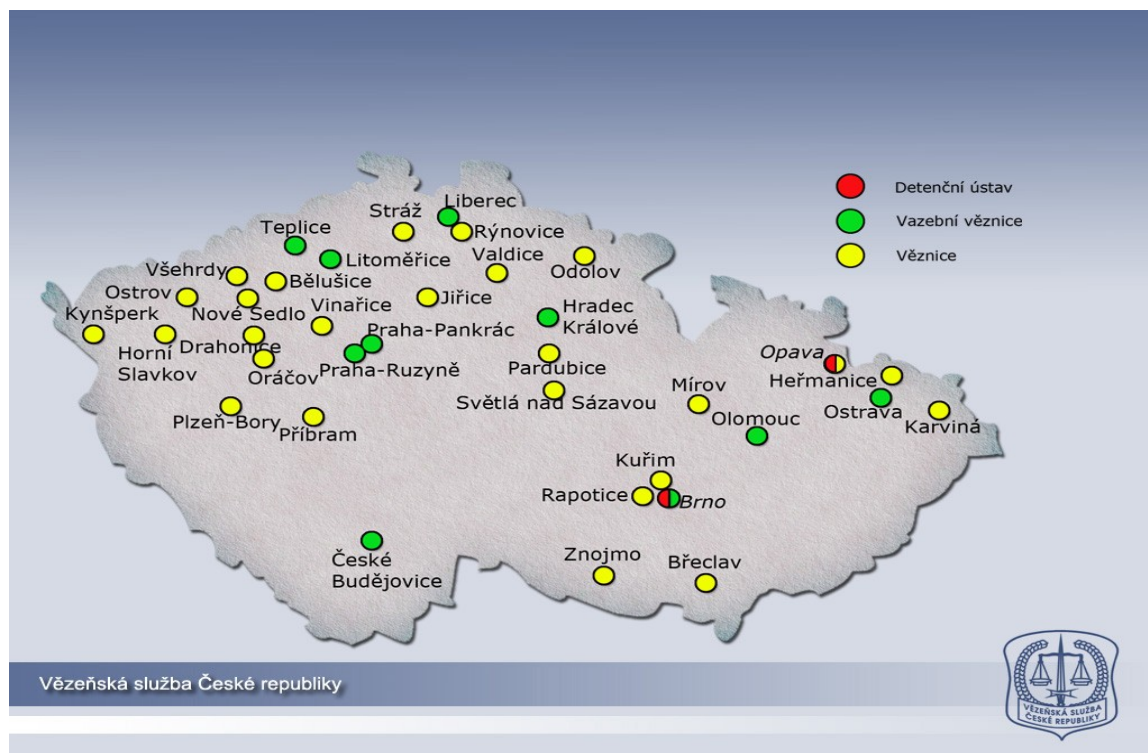 Detenční ústav
Vazební věznice
Věznice
Liberec
Stráž
Rýnovice
Teplice
Valdice
Litoměřice
Odolov
Všehrdy
Bělušice
Ostrov
Jiřice
Vinařice
Nové Sedlo
Kynšperk
Hradec
Králové
Praha-Pankrác
Drahonice
Horní
Slavkov
Opava
Pardubice
Praha-Ruzyně
Oráčov
Heřmanice
Mírov
Světlá nad Sázavou
Ostrava
Olomouc
Karviná
Plzeň-Bory
Příbram
Kuřim
Rapotice
Brno
Znojmo
Břeclav
České
Budějovice
Vězeňská služba České republiky
VĚZEŇSKÁ SLUŽBA
ČESKÉ REPUBLIKY